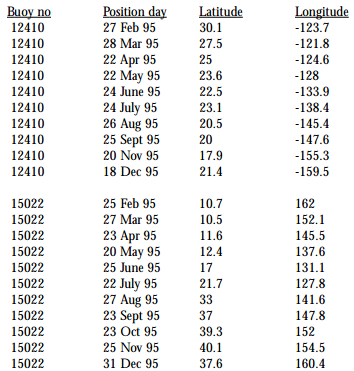 Buoy no Position day Latitude Longitude
12410 27 Feb 95 30.1 -123.7
12410 28 Mar 95 27.5 -121.8
12410 22 Apr 95 25 -124.6
12410 22 May 95 23.6 -128
12410 24 June 95 22.5 -133.9
12410 24 July 95 23.1 -138.4
12410 26 Aug 95 20.5 -145.4
12410 25 Sept 95 20 -147.6
12410 20 Nov 95 17.9 -155.3
12410 18 Dec 95 21.4 -159.5
15022 25 Feb 95 10.7 162
15022 27 Mar 95 10.5 152.1
15022 23 Apr 95 11.6 145.5
15022 20 May 95 12.4 137.6
15022 25 June 95 17 131.1
15022 22 July 95 21.7 127.8
15022 27 Aug 95 33 141.6
15022 23 Sept 95 37 147.8
15022 23 Oct 95 39.3 152
15022 25 Nov 95 40.1 154.5
15022 31 Dec 95 37.6 160.4